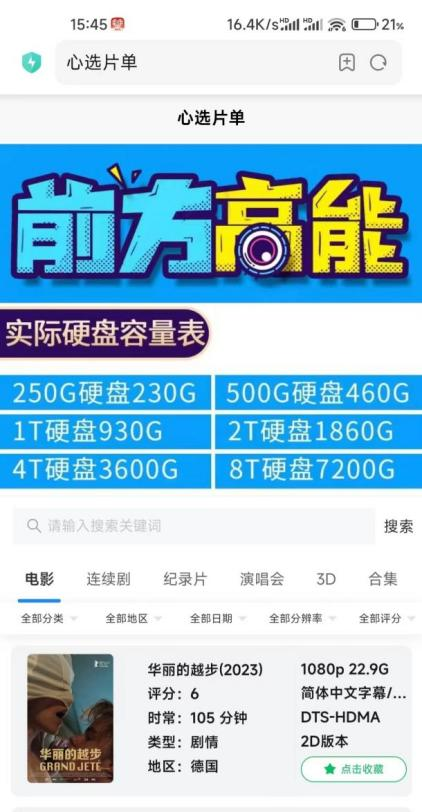 15:45 16.4K/s HD HD 21%
心选片单
心选片单
前方高能
实际硬盘容量表
250G硬盘230G 500G硬盘460G
1T硬盘930G 2T硬盘1860G
4T硬盘3600G 8T硬盘7200G
请输入搜索关键词 搜索
电影 连续剧 纪录片 演唱会 3D 合集
全部分类 全部地区 全部日期 全部分辨率 全部评分
华丽的越步(2023) 1080p 22.9G
评分：6 简体中文字幕/...
时常：105 分钟 DTS-HDMA
类型：剧情 2D版本
地区：德国 点击收藏
华丽的越步
GRAND JETÉ